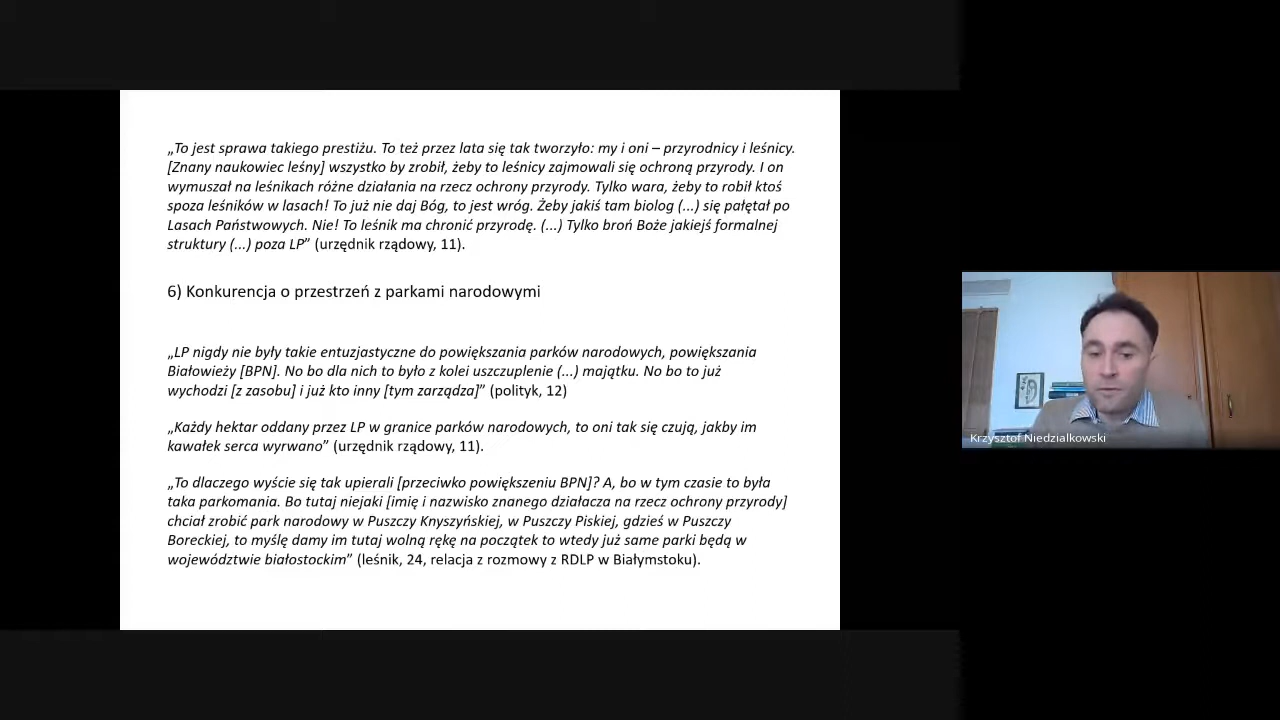 „To jest sprawa takiego prestiżu. To też przez lata się tak tworzyło: my i oni – przyrodnicy i leśnicy.
[Znany naukowiec leśny] wszystko by zrobił, żeby to leśnicy zajmowali się ochroną przyrody. I on
wymuszał na leśnikach różne działania na rzecz ochrony przyrody. Tylko wara, żeby to robił ktoś
spoza leśników w lasach! To już nie daj Bóg, to jest wróg. Żeby jakiś tam biolog (...) się pałętał po
Lasach Państwowych. Nie! To leśnik ma chronić przyrodę. (...) Tylko broń Boże jakiejś formalnej
struktury (...) poza LP” (urzędnik rządowy, 11).
6) Konkurencja o przestrzeń z parkami narodowymi
„LP nigdy nie były takie entuzjastyczne do powiększania parków narodowych, powiększania
Białowieży [BPN]. No bo dla nich to było z kolei uszczuplenie (...) majątku. No bo to już
wychodzi [z zasobu] i już kto inny [tym zarządza]” (polityk, 12)
„Każdy hektar oddany przez LP w granice parków narodowych, to oni tak się czują, jakby im
kawałek serca wyrwano” (urzędnik rządowy, 11).
„To dlaczego wyście się tak upierali [przeciwko powiększeniu BPN]? A, bo w tym czasie to była
taka parkomania. Bo tutaj niejaki [imię i nazwisko znanego działacza na rzecz ochrony przyrody]
chciał zrobić park narodowy w Puszczy Knyszyńskiej, w Puszczy Piskiej, gdzieś w Puszczy
Boreckiej, to myślę damy im tutaj wolną rękę na początek to wtedy już same parki będą w
województwie białostockim” (leśnik, 24, relacja z rozmowy z RDLP w Białymstoku).
Krzysztof Niedzialkowski